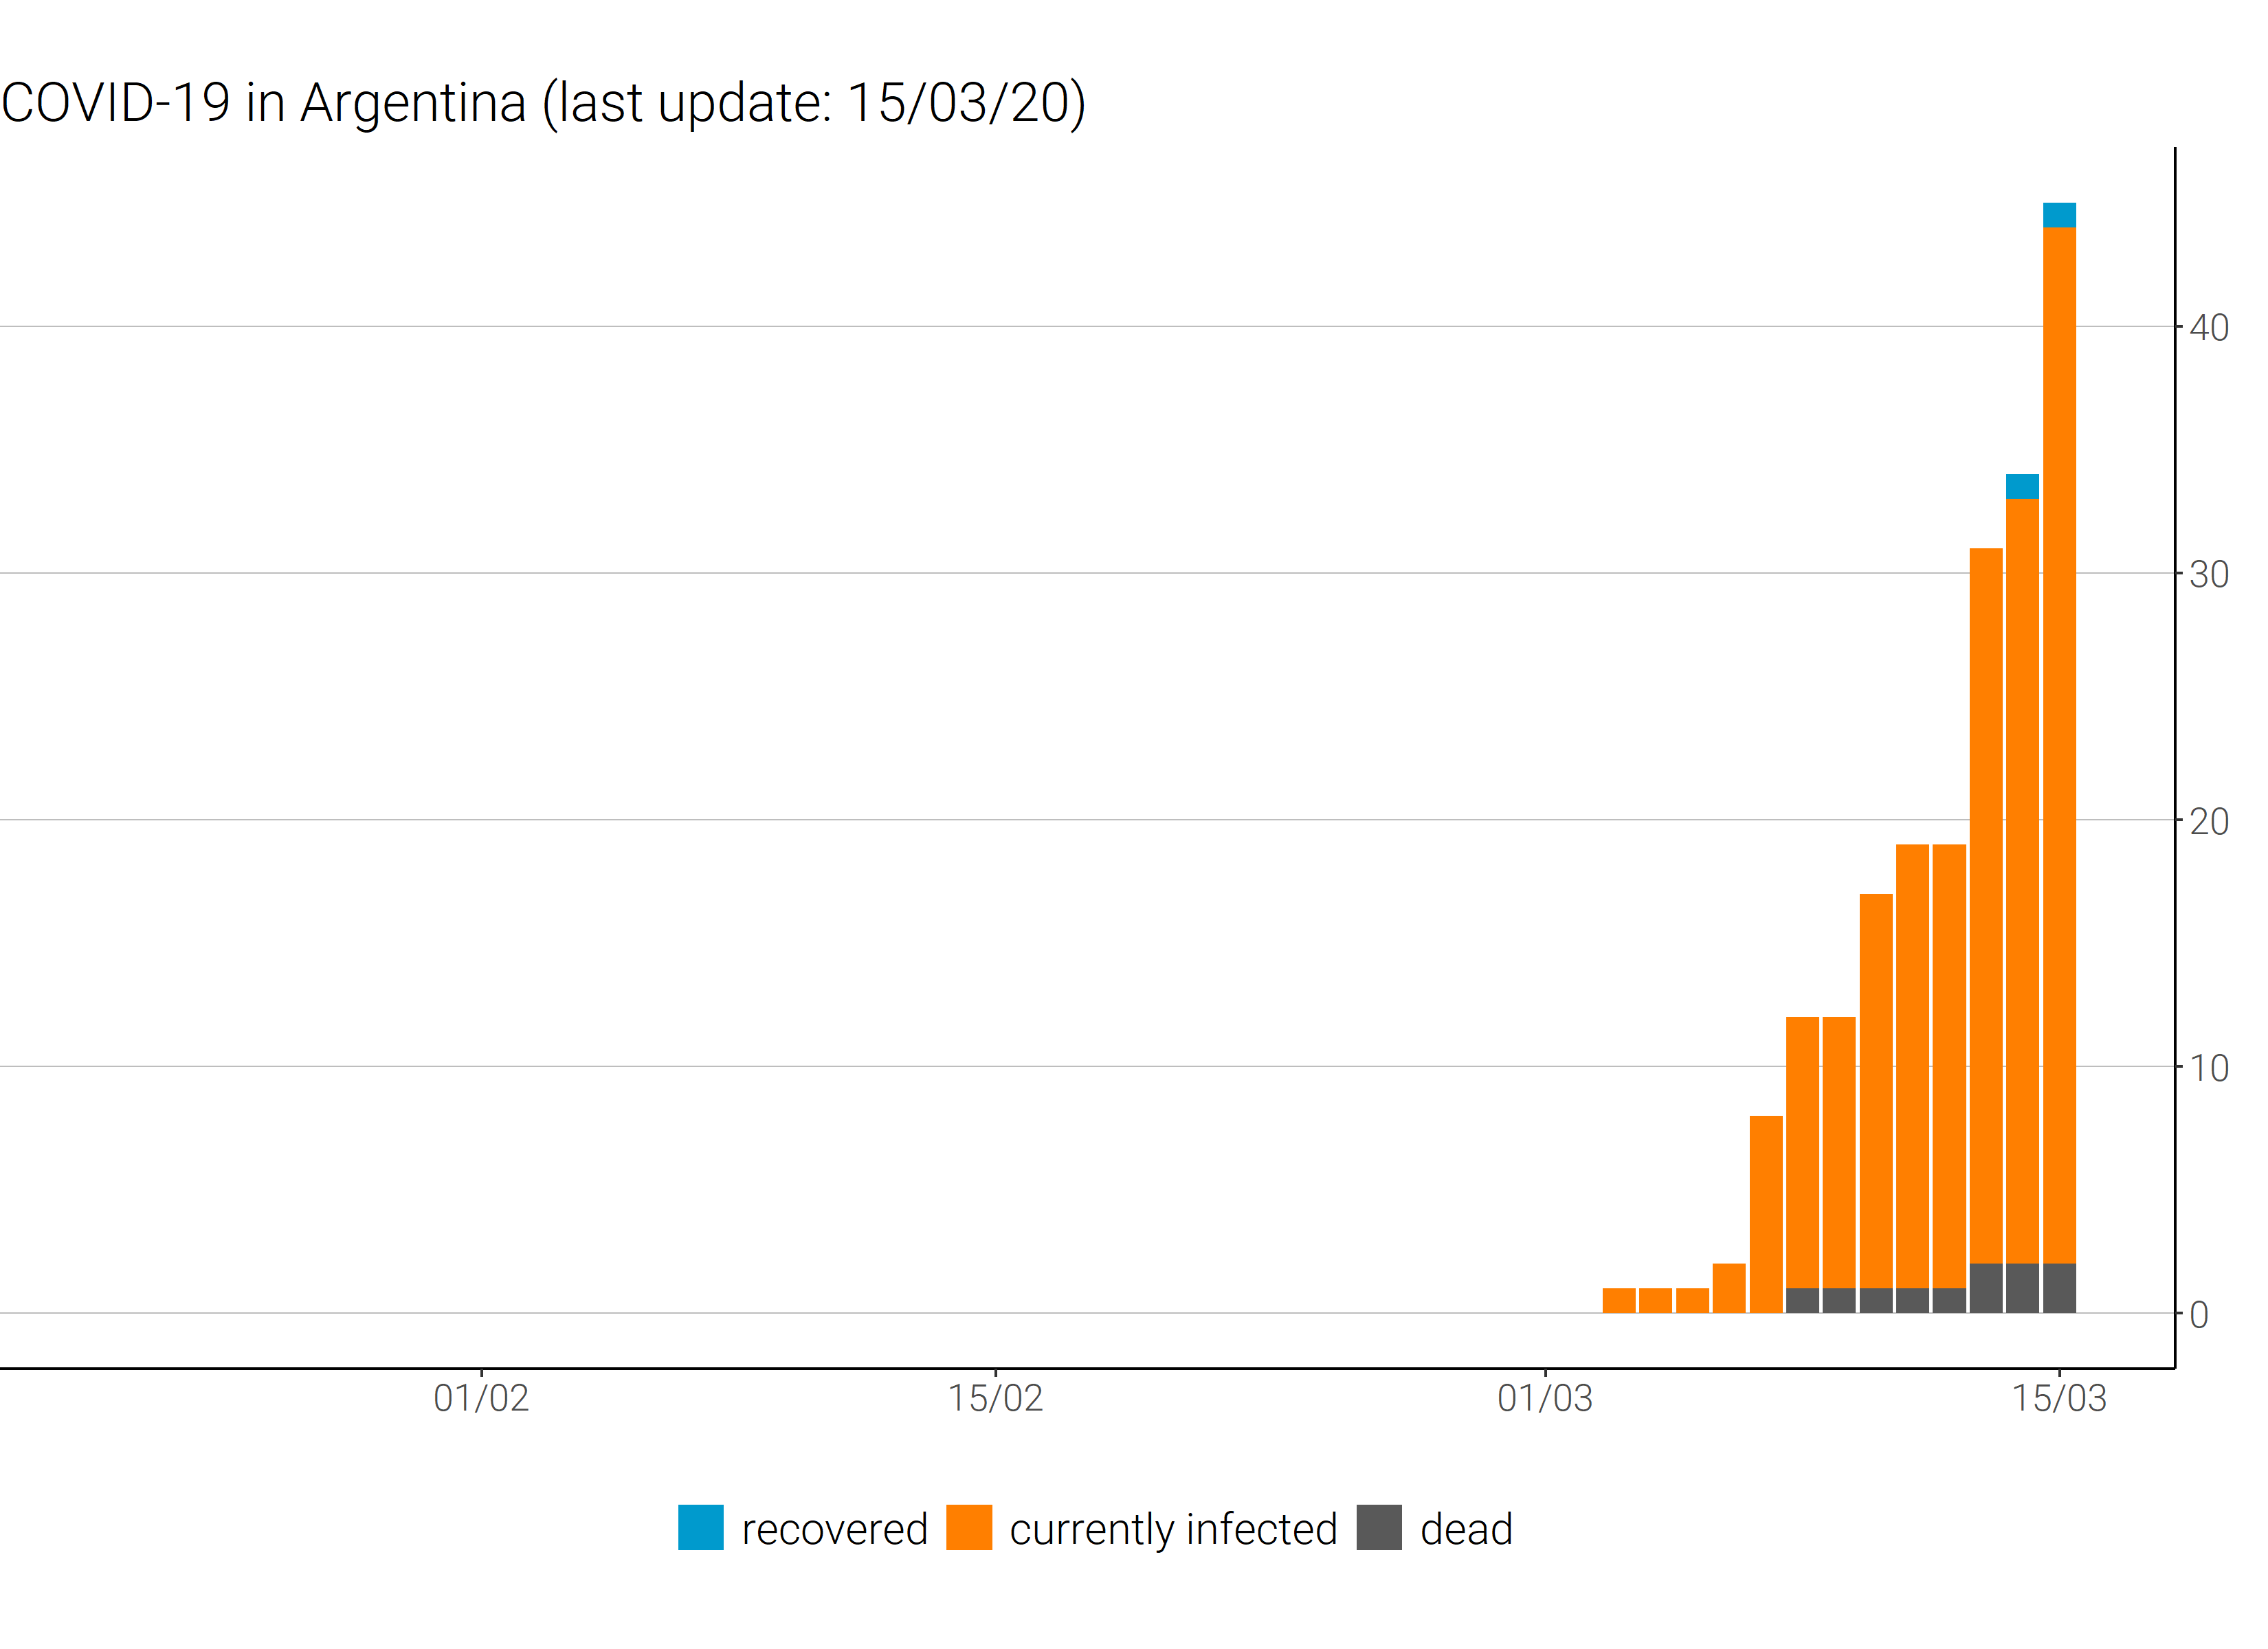 COVID-19 in Argentina (last update: 15/03/20)
40
30
20
10
0
01/02 15/02 01/03 15/03
recovered currently infected dead